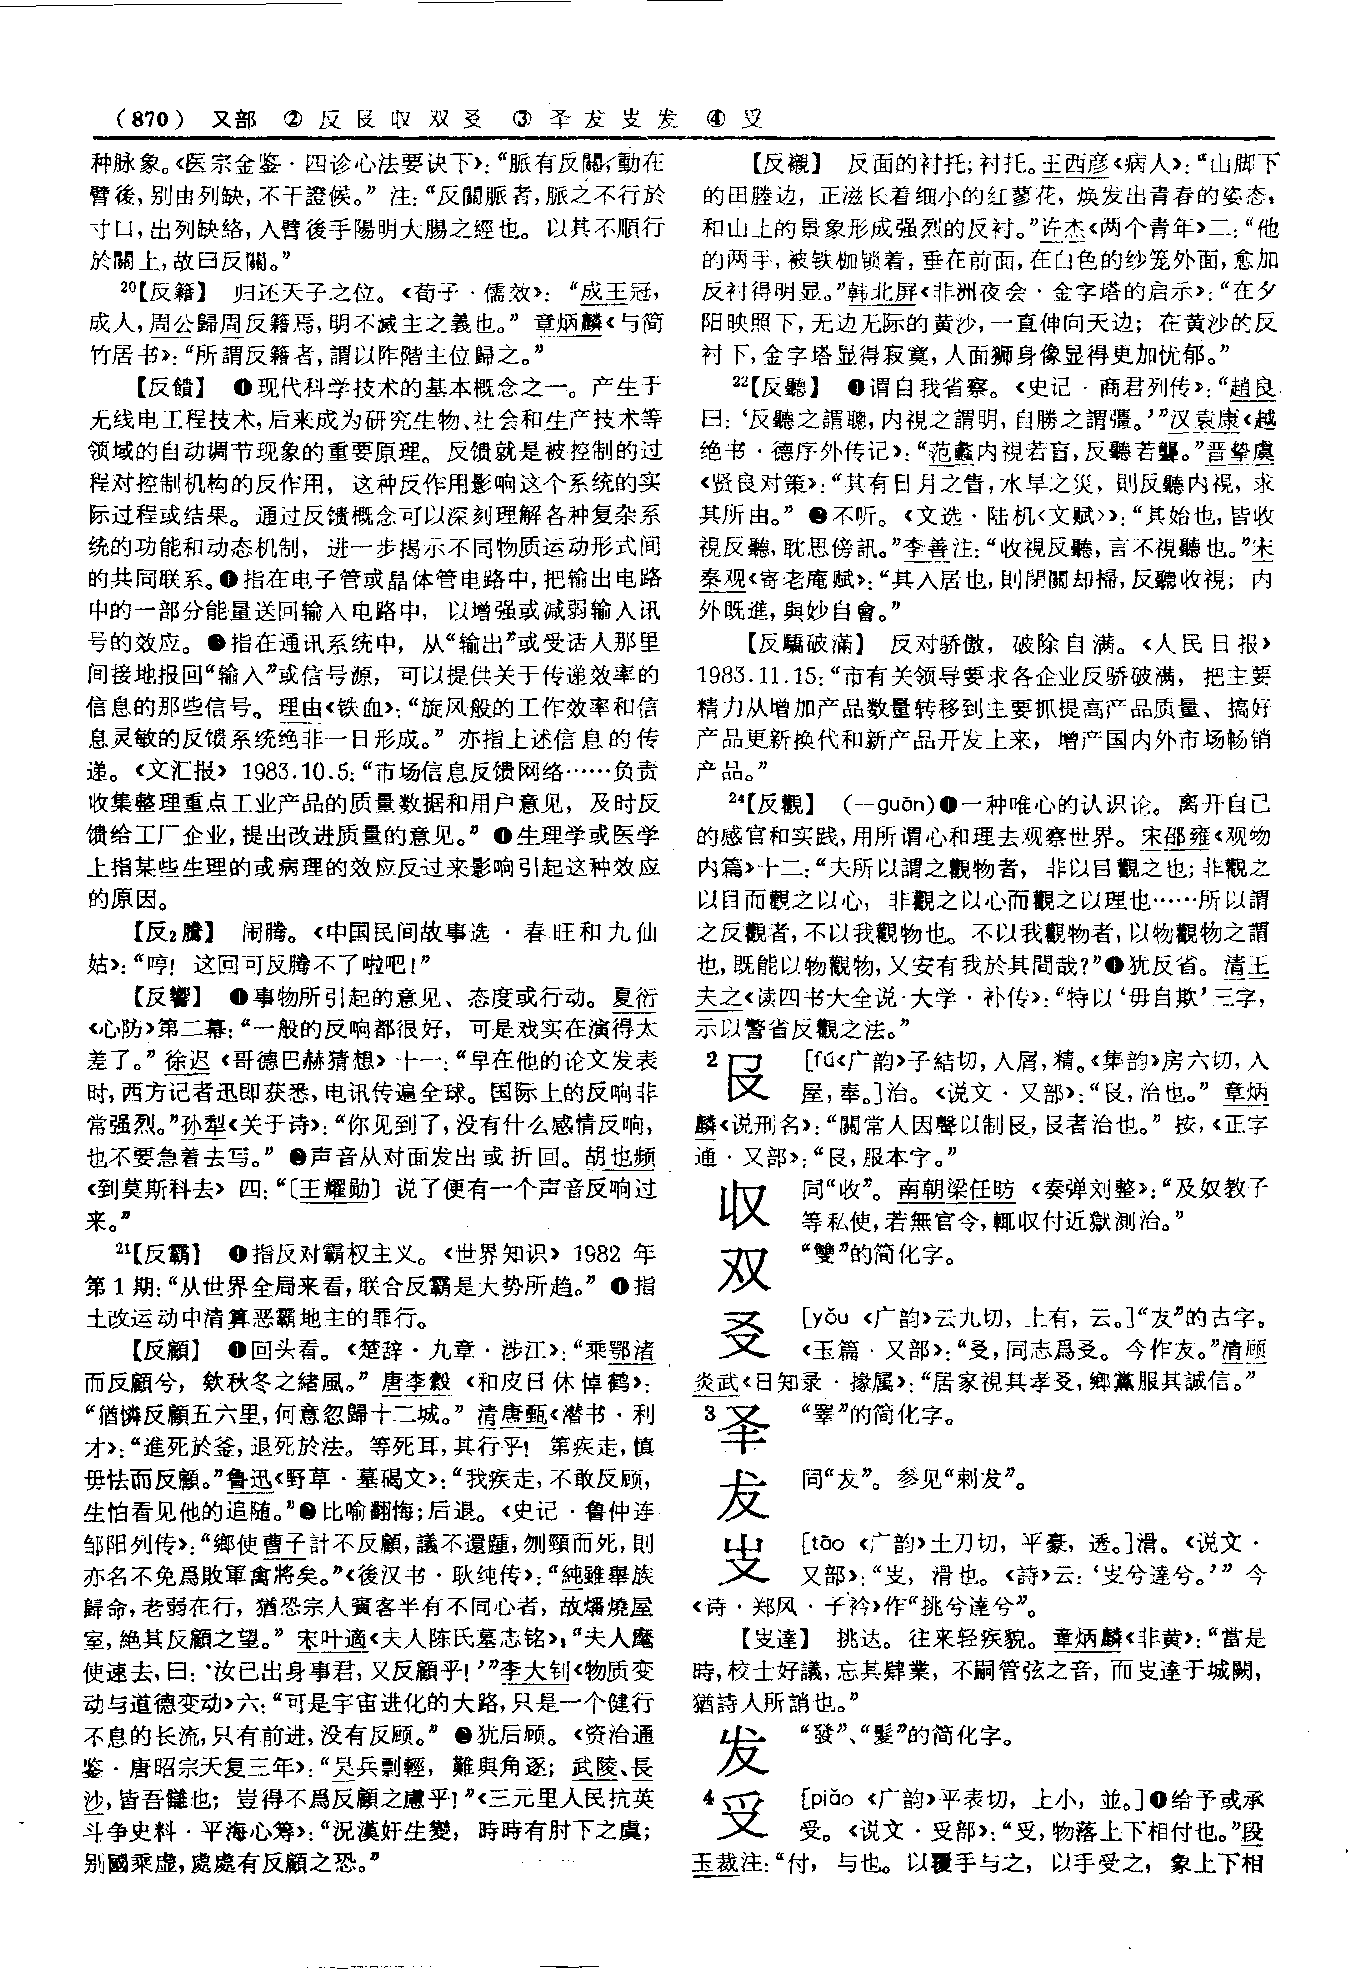 （870） 又部 ② 反 𠬝 収 双 㕛 ③ 圣 犮 㕞 发 ④ 𠬪
种脉象。《医宗金鉴·四诊心法要诀下》：“脈有反關，動在
臂後，别由列缺，不干證候。”注：“反關脈者，脈之不行於
寸口，出列缺絡，入臂後手陽明大腸之經也。以其不順行
於關上，故曰反關。”
20【反籍】 归还天子之位。《荀子·儒效》：“成王冠，
成人，周公歸周反籍焉，明不滅主之義也。”章炳麟《与简
竹居书》：“所謂反籍者，謂以阼階主位歸之。”
【反饋】 ❶现代科学技术的基本概念之一。产生于
无线电工程技术，后来成为研究生物、社会和生产技术等
领域的自动调节现象的重要原理。反馈就是被控制的过
程对控制机构的反作用，这种反作用影响这个系统的实
际过程或结果。通过反馈概念可以深刻理解各种复杂系
统的功能和动态机制，进一步揭示不同物质运动形式间
的共同联系。❷指在电子管或晶体管电路中，把输出电路
中的一部分能量送回输入电路中，以增强或减弱输入讯
号的效应。❸指在通讯系统中，从“输出”或受话人那里
间接地报回“输入”或信号源，可以提供关于传递效率的
信息的那些信号。理由《铁血》：“旋风般的工作效率和信
息灵敏的反馈系统绝非一日形成。”亦指上述信息的传
递。《文汇报》1983.10.5：“市场信息反馈网络……负责
收集整理重点工业产品的质量数据和用户意见，及时反
馈给工厂企业，提出改进质量的意见。”❹生理学或医学
上指某些生理的或病理的效应反过来影响引起这种效应
的原因。
【反₂騰】 闹腾。《中国民间故事选·春旺和九仙
姑》：“哼！这回可反腾不了啦吧！”
【反響】 ❶事物所引起的意见、态度或行动。夏衍
《心防》第二幕：“一般的反响都很好，可是戏实在演得太
差了。”徐迟《哥德巴赫猜想》十一：“早在他的论文发表
时，西方记者迅即获悉，电讯传遍全球。国际上的反响非
常强烈。”孙犁《关于诗》：“你见到了，没有什么感情反响，
也不要急着去写。”❷声音从对面发出或折回。胡也频
《到莫斯科去》四：“〔王耀勋〕说了便有一个声音反响过
来。”
21【反霸】 ❶指反对霸权主义。《世界知识》1982年
第1期：“从世界全局来看，联合反霸是大势所趋。”❷指
土改运动中清算恶霸地主的罪行。
【反顧】 ❶回头看。《楚辞·九章·涉江》：“乘鄂渚
而反顧兮，欸秋冬之緒風。”唐李縠《和皮日休悼鹤》：
“猶憐反顧五六里，何意忽歸十二城。”清唐甄《潜书·利
才》：“進死於釜，退死於法。等死耳，其行乎！第疾走，慎
毋怯而反顧。”鲁迅《野草·墓碣文》：“我疾走，不敢反顾，
生怕看见他的追随。”❷比喻翻悔；后退。《史记·鲁仲连
邹阳列传》：“鄉使曹子計不反顧，議不還踵，刎頸而死，則
亦名不免爲敗軍禽將矣。”《後汉书·耿纯传》：“純雖舉族
歸命，老弱在行，猶恐宗人賓客半有不同心者，故燔燒屋
室，絶其反顧之望。”宋叶適《夫人陈氏墓志铭》：“夫人麾
使速去，曰：‘汝已出身事君，又反顧乎！’”李大钊《物质变
动与道德变动》六：“可是宇宙进化的大路，只是一个健行
不息的长流，只有前进，没有反顾。”❸犹后顾。《资治通
鉴·唐昭宗天复三年》：“吴兵剽輕，難與角逐；武陵、長
沙，皆吾讎也；豈得不爲反顧之慮乎！”《三元里人民抗英
斗争史料·平海心筹》：“況漢奸生變，時時有肘下之虞；
别國乘虚，處處有反顧之恐。”
【反襯】 反面的衬托；衬托。王西彦《病人》：“山脚下
的田塍边，正滋长着细小的红蓼花，焕发出青春的姿态，
和山上的景象形成强烈的反衬。”许杰《两个青年》二：“他
的两手，被铁枷锁着，垂在前面，在白色的纱笼外面，愈加
反衬得明显。”韩北屏《非洲夜会·金字塔的启示》：“在夕
阳映照下，无边无际的黄沙，一直伸向天边；在黄沙的反
衬下，金字塔显得寂寞，人面狮身像显得更加忧郁。”
22【反聽】 ❶谓自我省察。《史记·商君列传》：“趙良
曰：‘反聽之謂聰，内視之謂明，自勝之謂彊。’”汉袁康《越
绝书·德序外传记》：“范蠡内視若盲，反聽若聾。”晋挚虞
《贤良对策》：“其有日月之眚，水旱之災，則反聽内視，求
其所由。”❷不听。《文选·陆机〈文赋〉》：“其始也，皆收
視反聽，耽思傍訊。”李善注：“收視反聽，言不視聽也。”宋
秦观《寄老庵赋》：“其入居也，則閉關却掃，反聽收視；内
外既進，與妙自會。”
【反驕破滿】 反对骄傲，破除自满。《人民日报》
1983.11.15：“市有关领导要求各企业反骄破满，把主要
精力从增加产品数量转移到主要抓提高产品质量、搞好
产品更新换代和新产品开发上来，增产国内外市场畅销
产品。”
24【反觀】 （—guān）❶一种唯心的认识论。离开自己
的感官和实践，用所谓心和理去观察世界。宋邵雍《观物
内篇》十二：“夫所以謂之觀物者，非以目觀之也；非觀之
以目而觀之以心，非觀之以心而觀之以理也……所以謂
之反觀者，不以我觀物也。不以我觀物者，以物觀物之謂
也，既能以物觀物，又安有我於其間哉？”❷犹反省。清王
夫之《读四书大全说·大学·补传》：“特以‘毋自欺’三字，
示以警省反觀之法。”
2 𠬝 [fú《广韵》子結切，入屑，精。《集韵》房六切，入
屋，奉。]治。《说文·又部》：“𠬝，治也。”章炳
麟《说刑名》：“關常人因聲以制𠬝，𠬝者治也。”按，《正字
通·又部》：“𠬝，服本字。”
収 同“收”。南朝梁任昉《奏弹刘整》：“及奴教子
等私使，若無官令，輒収付近獄測治。”
双 “雙”的简化字。
㕛 [yǒu《广韵》云九切，上有，云。]“友”的古字。
《玉篇·又部》：“㕛，同志爲㕛。今作友。”清顾
炎武《日知录·掾属》：“居家視其孝㕛，鄉黨服其誠信。”
3 圣 “睪”的简化字。
犮 同“犮”。参见“刺犮”。
㕞 [tāo《广韵》土刀切，平豪，透。]滑。《说文·
又部》：“㕞，滑也。《詩》云：‘㕞兮達兮。’”今
《诗·郑风·子衿》作“挑兮達兮”。
【㕞達】 挑达。往来轻疾貌。章炳麟《非黄》：“當是
時，校士好議，忘其肄業，不嗣管弦之音，而㕞達于城闕，
猶詩人所誚也。”
发 “發”、“髮”的简化字。
4 𠬪 [piǎo《广韵》平表切，上小，並。]❶给予或承
受。《说文·𠬪部》：“𠬪，物落上下相付也。”段
玉裁注：“付，与也。以覆手与之，以手受之，象上下相